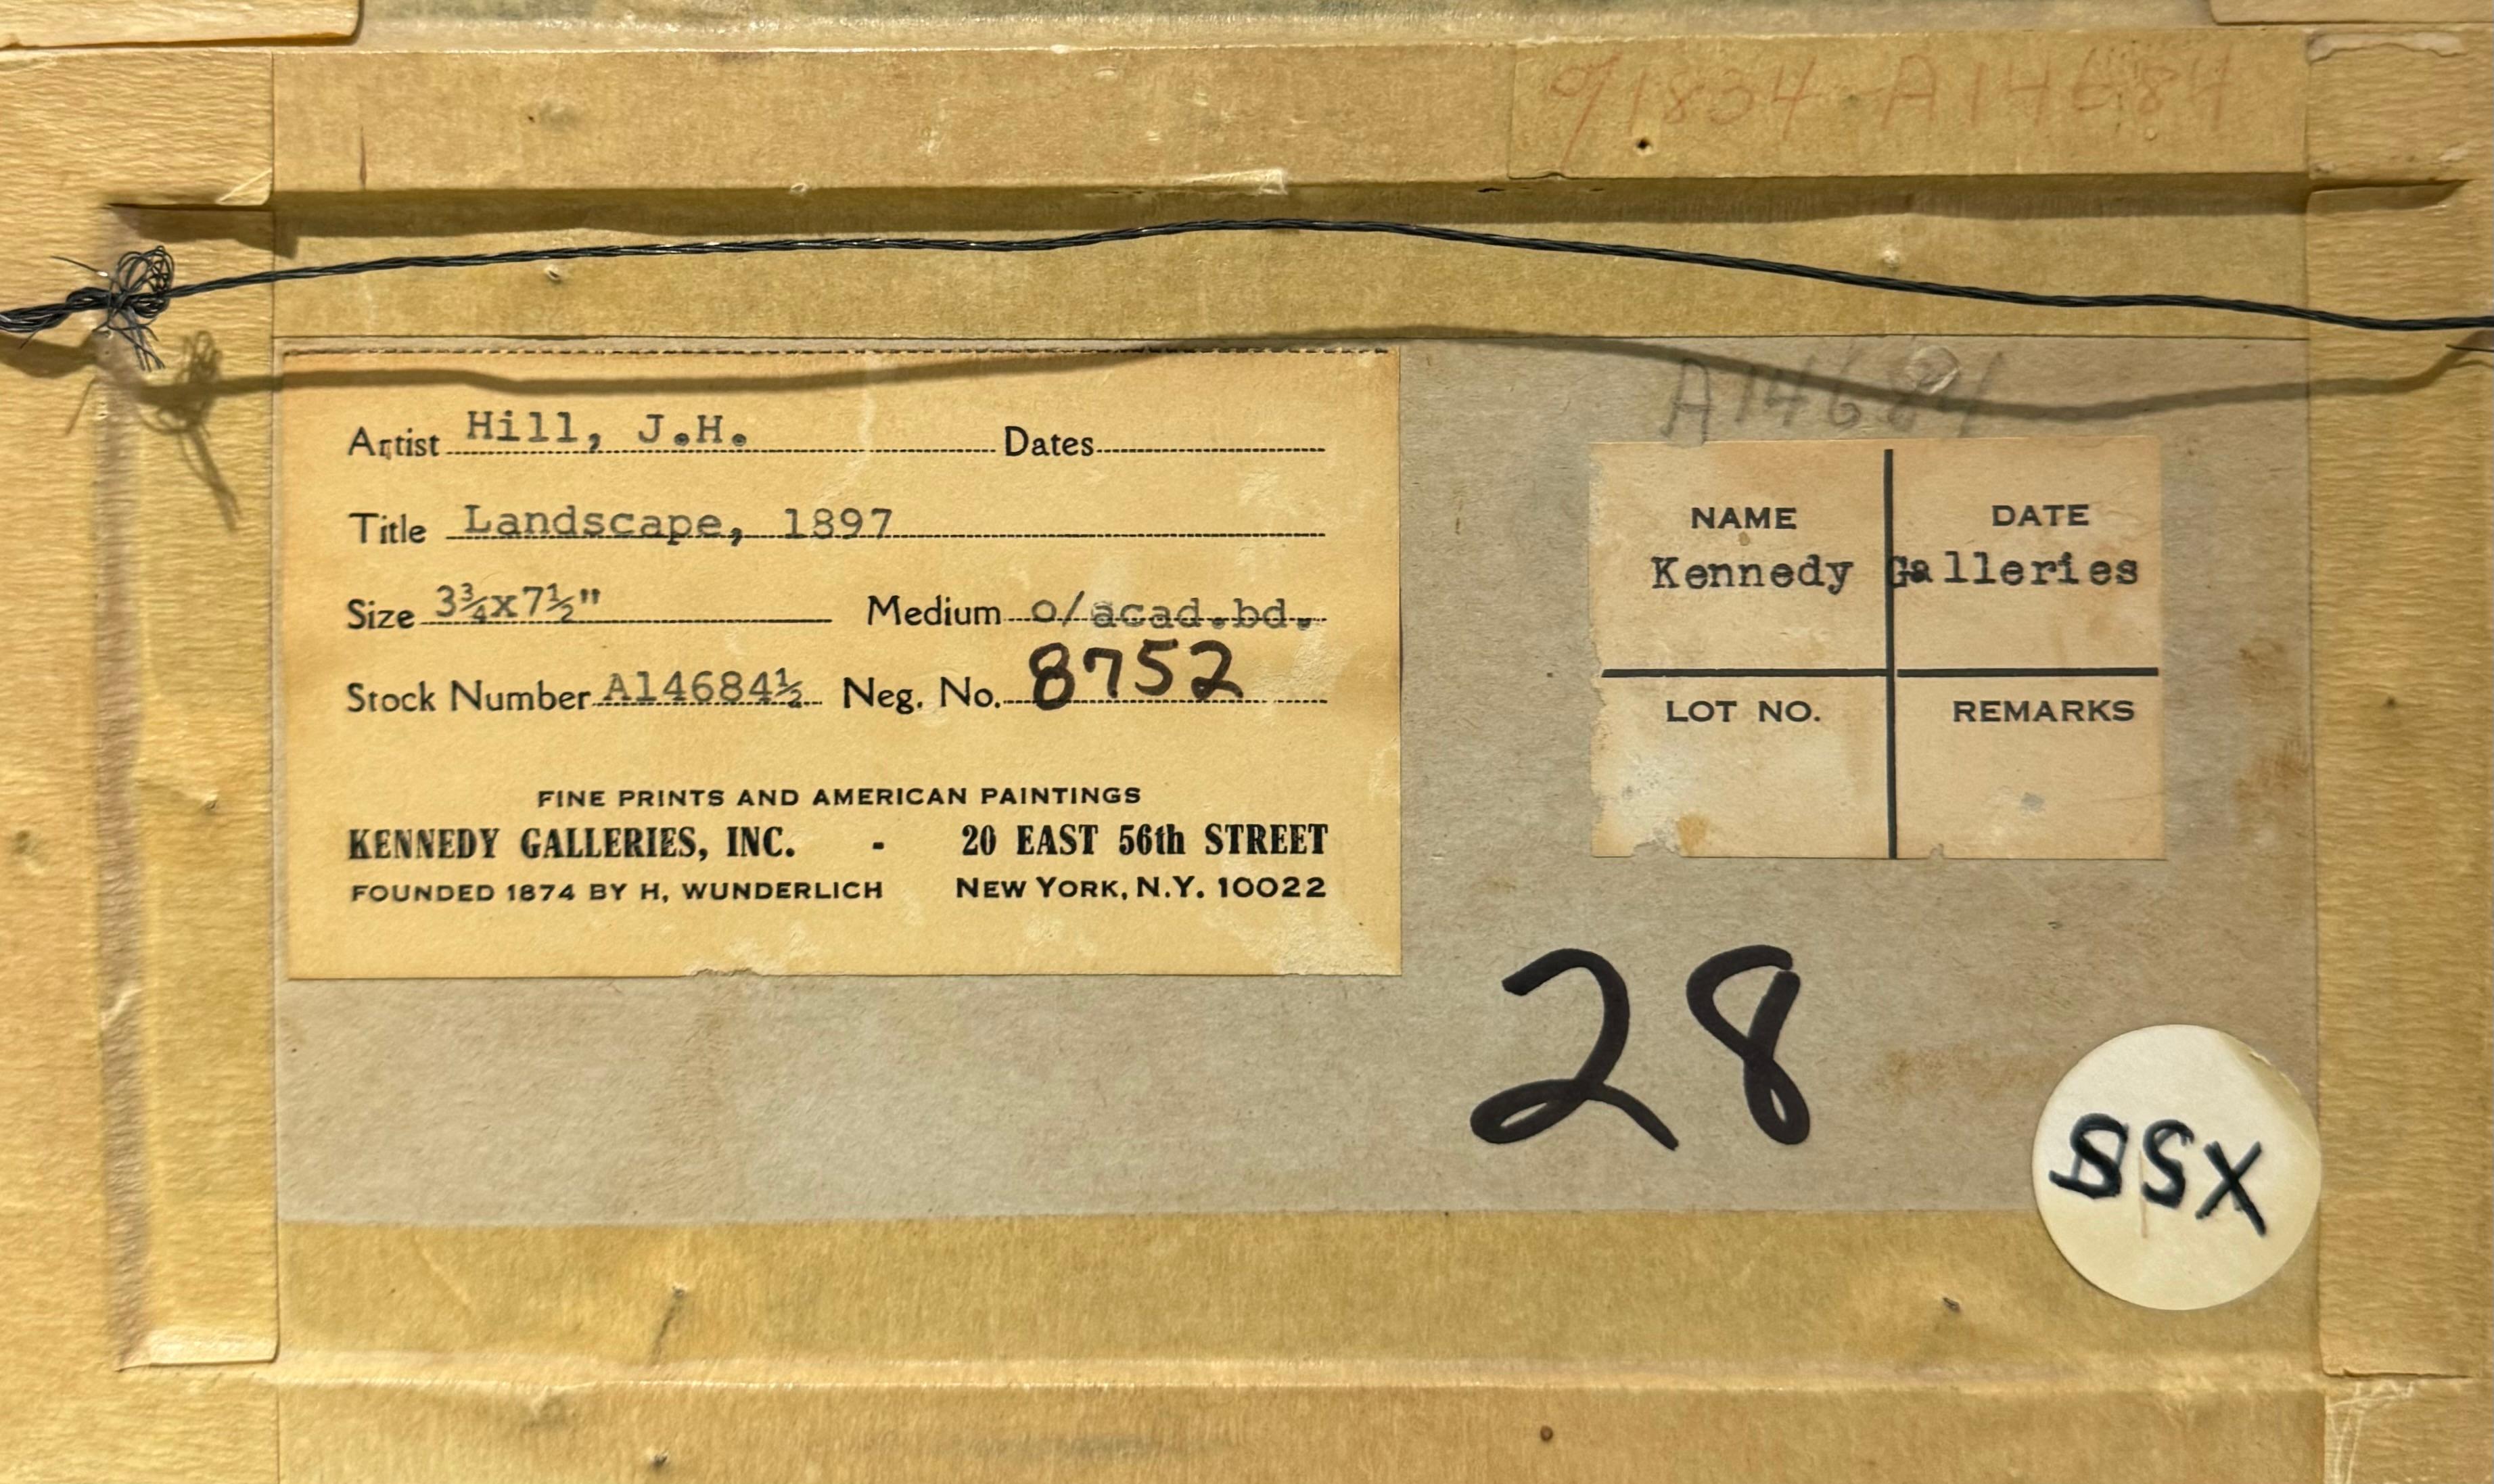 91834-A14684
A14684
Artist Hill, J.H. Dates
Title Landscape, 1897
Size 3¾x7½" Medium o/acad.bd.
Stock Number A14684½ Neg. No. 8752
FINE PRINTS AND AMERICAN PAINTINGS
KENNEDY GALLERIES, INC. - 20 EAST 56th STREET
FOUNDED 1874 BY H. WUNDERLICH NEW YORK, N.Y. 10022
NAME DATE
Kennedy Galleries
LOT NO. REMARKS
28